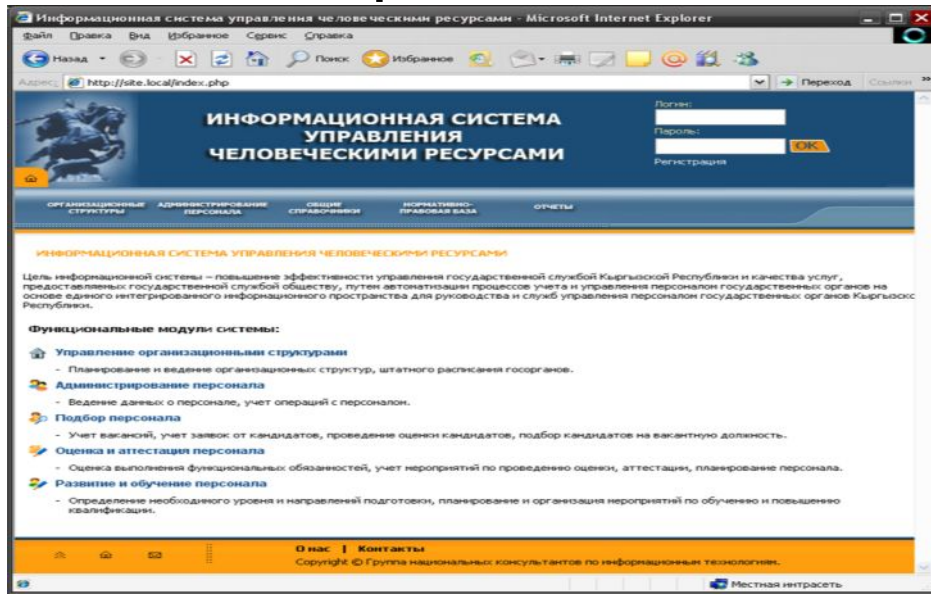 Информационная система управления человеческими ресурсами - Microsoft Internet Explorer
Файл Правка Вид Избранное Сервис Справка
Назад Поиск Избранное
Адрес: http://site.local/index.php Переход Ссылки
Логин:
ИНФОРМАЦИОННАЯ СИСТЕМА
УПРАВЛЕНИЯ
ЧЕЛОВЕЧЕСКИМИ РЕСУРСАМИ
Пароль:
OK
Регистрация
ОРГАНИЗАЦИОННЫЕ СТРУКТУРЫ
АДМИНИСТРИРОВАНИЕ ПЕРСОНАЛА
ОБЩИЕ СПРАВОЧНИКИ
НОРМАТИВНО-ПРАВОВАЯ БАЗА
ОТЧЕТЫ
ИНФОРМАЦИОННАЯ СИСТЕМА УПРАВЛЕНИЯ ЧЕЛОВЕЧЕСКИМИ РЕСУРСАМИ
Цель информационной системы – повышение эффективности управления государственной службой Кыргызской Республики и качества услуг,
предоставляемых государственной службой обществу, путем автоматизации процессов учета и управления персоналом государственных органов на
основе единого интегрированного информационного пространства для руководства и служб управления персоналом государственных органов Кыргызско
Республики.
Функциональные модули системы:
Управление организационными структурами
- Планирование и ведение организационных структур, штатного расписания госорганов.
Администрирование персонала
- Ведение данных о персонале, учет операций с персоналом.
Подбор персонала
- Учет вакансий, учет заявок от кандидатов, проведение оценки кандидатов, подбор кандидатов на вакантную должность.
Оценка и аттестация персонала
- Оценка выполнения функциональных обязанностей, учет мероприятий по проведению оценки, аттестации, планирование персонала.
Развитие и обучение персонала
- Определение необходимого уровня и направлений подготовки, планирование и организация мероприятий по обучению и повышению
квалификации.
О нас | Контакты
Copyright © Группа национальных консультантов по информационным технологиям.
Местная интрасеть